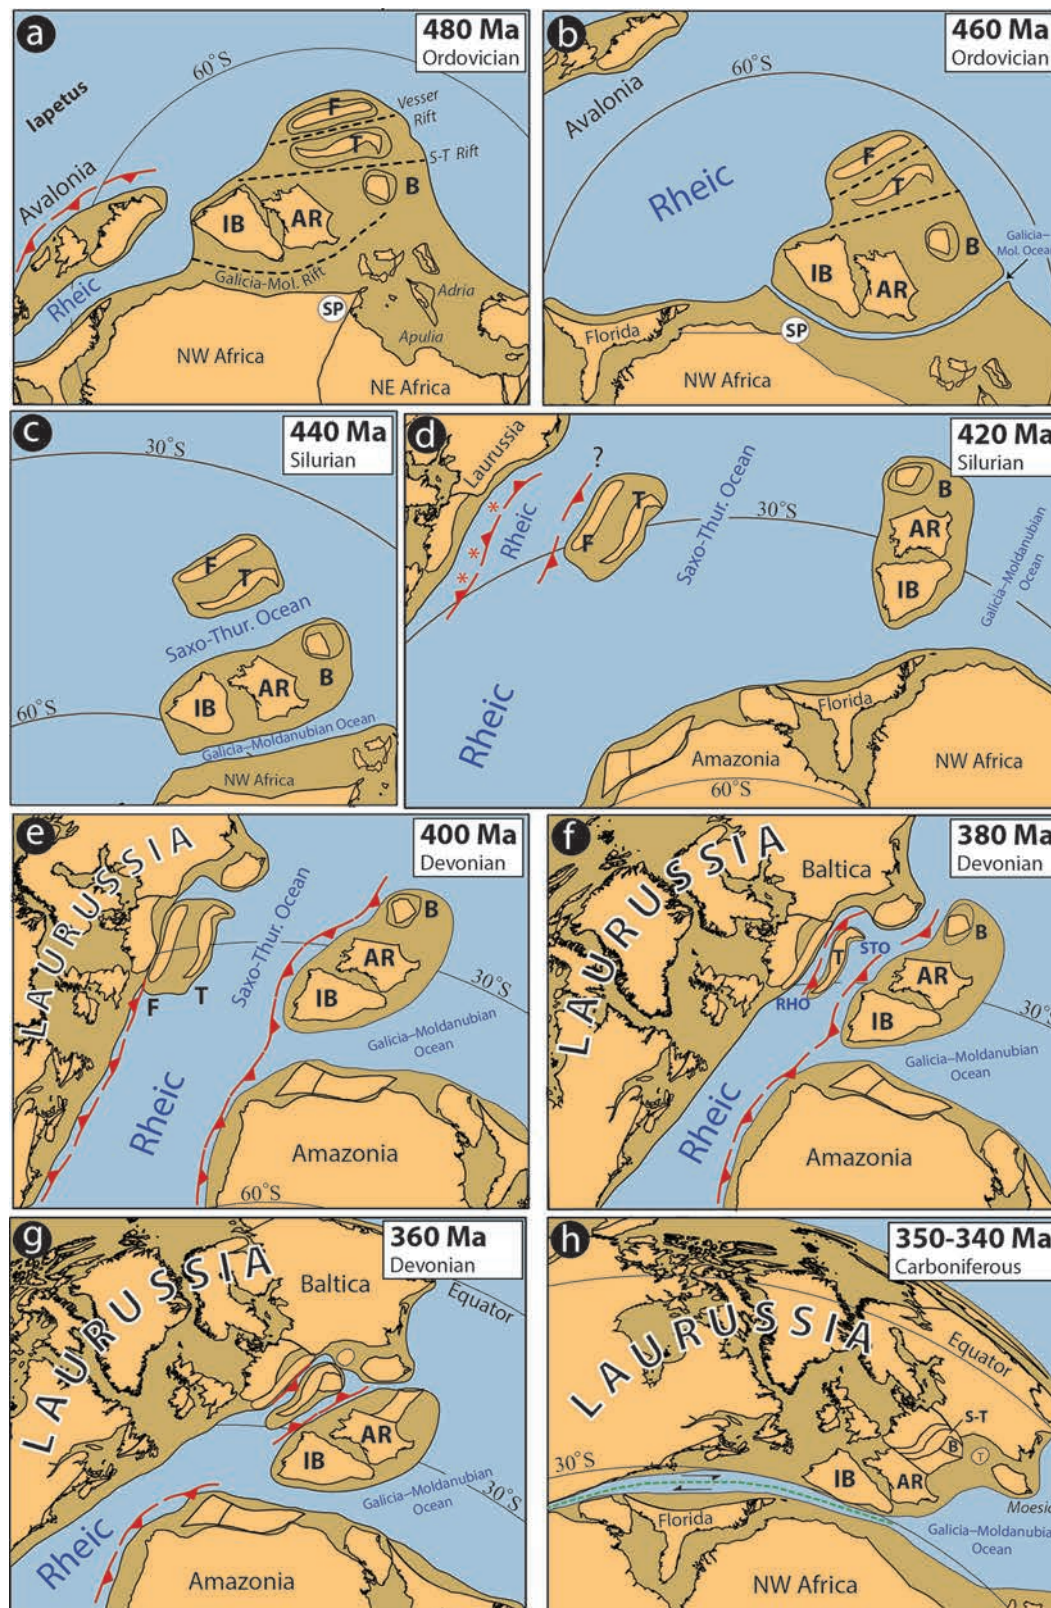 a
480 Ma
Ordovician
60°S
Iapetus
Avalonia
Rheic
F
Vesser
Rift
T
S-T Rift
B
IB
AR
Galicia-Mol. Rift
SP
Adria
Apulia
NW Africa
NE Africa
b
460 Ma
Ordovician
60°S
Avalonia
Rheic
F
T
B
Galicia–
Mol. Ocean
IB
AR
SP
Florida
NW Africa
c
440 Ma
Silurian
30°S
F
T
Saxo-Thur. Ocean
B
AR
IB
60°S
Galicia–Moldanubian Ocean
NW Africa
d
420 Ma
Silurian
Laurussia
?
*
*
*
Rheic
T
F
Saxo-Thur. Ocean
30°S
B
AR
IB
Galicia–Moldanubian
Ocean
Rheic
Florida
Amazonia
NW Africa
60°S
e
400 Ma
Devonian
LAURUSSIA
F
T
Saxo-Thur. Ocean
B
AR
IB
30°S
Galicia–Moldanubian
Ocean
Rheic
Amazonia
60°S
f
380 Ma
Devonian
LAURUSSIA
Baltica
T
STO
RHO
B
AR
IB
30°S
Galicia–Moldanubian
Ocean
Rheic
Amazonia
g
360 Ma
Devonian
LAURUSSIA
Baltica
Equator
AR
IB
30°S
Galicia–Moldanubian
Ocean
Rheic
Amazonia
h
350-340 Ma
Carboniferous
LAURUSSIA
Equator
S-T
B
T
30°S
IB
AR
Moesia
Florida
Galicia–Moldanubian
Ocean
NW Africa